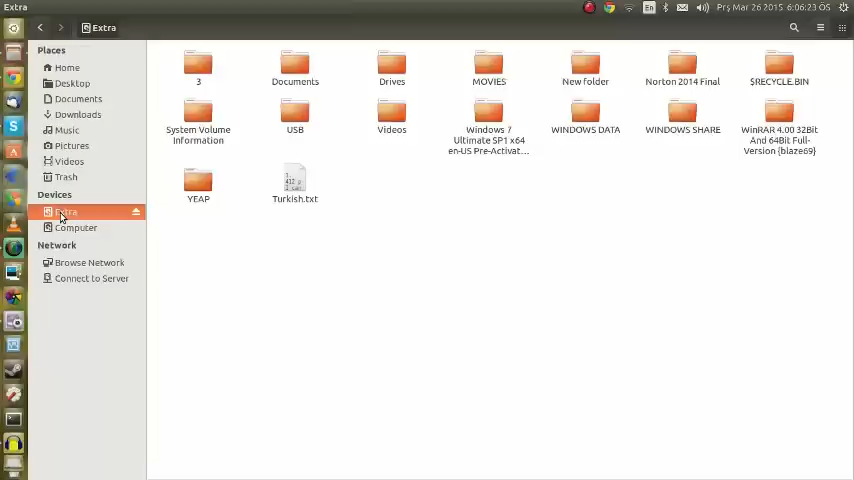 Extra
En
Prş Mar 26 2015 6:06:23 ÖS
Extra
Places
Home
Desktop
Documents
Downloads
Music
Pictures
Videos
Trash
Devices
Extra
Computer
Network
Browse Network
Connect to Server
3
Documents
Drives
MOVIES
New folder
Norton 2014 Final
$RECYCLE.BIN
System Volume
Information
USB
Videos
Windows 7
Ultimate SP1 x64
en-US Pre-Activat...
WINDOWS DATA
WINDOWS SHARE
WinRAR 4.00 32Bit
And 64Bit Full-
Version {blaze69}
YEAP
Turkish.txt